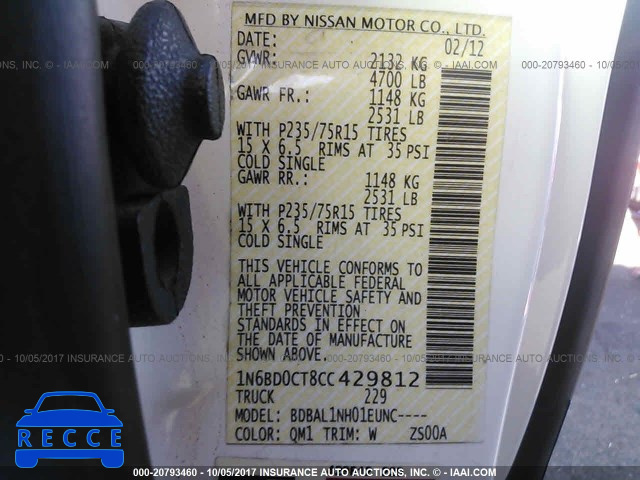 MFD BY NISSAN MOTOR CO., LTD.
DATE: 02/12
GVWR: 2132 KG
4700 LB
GAWR FR.: 1148 KG
2531 LB
WITH P235/75R15 TIRES
15 X 6.5 RIMS AT 35 PSI
COLD SINGLE
GAWR RR.: 1148 KG
2531 LB
WITH P235/75R15 TIRES
15 X 6.5 RIMS AT 35 PSI
COLD SINGLE
THIS VEHICLE CONFORMS TO
ALL APPLICABLE FEDERAL
MOTOR VEHICLE SAFETY AND
THEFT PREVENTION
STANDARDS IN EFFECT ON
THE DATE OF MANUFACTURE
SHOWN ABOVE.
1N6BD0CT8CC429812
TRUCK 229
MODEL: BDBAL1NH01EUNC----
COLOR: QM1 TRIM: W ZS00A
RECCE
000-20793460 - 10/05/2017 INSURANCE AUTO AUCTIONS - © IAAI.COM